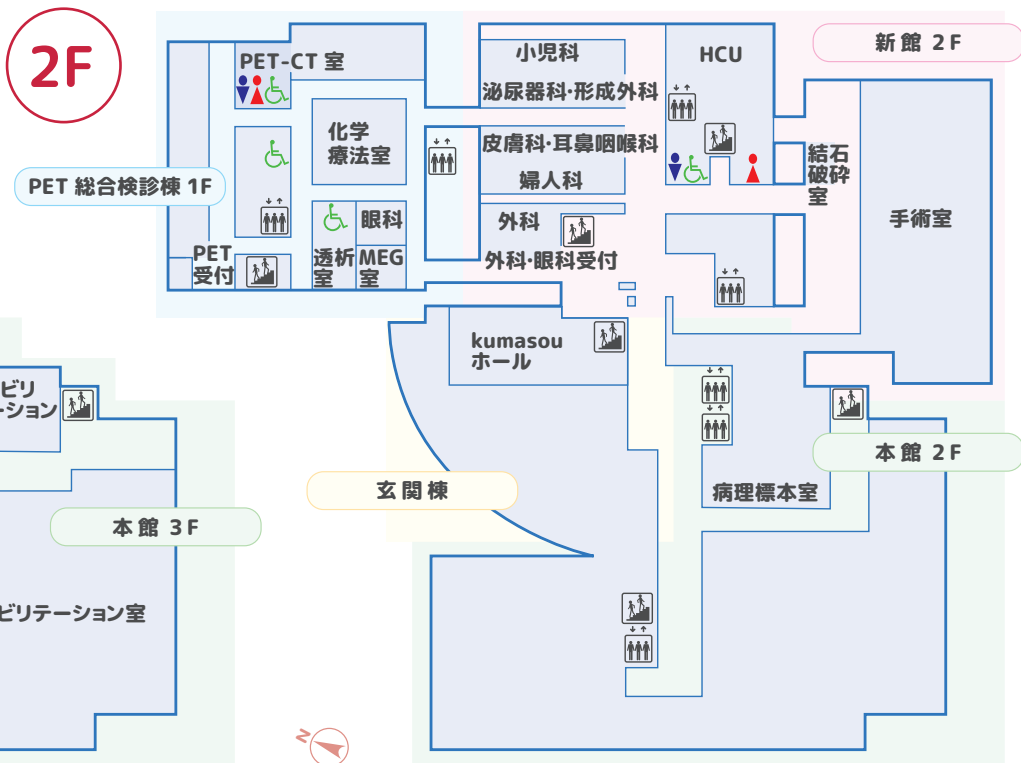 2F
新館 2F
PET-CT 室
小児科
HCU
泌尿器科・形成外科
化学
療法室
皮膚科・耳鼻咽喉科
結石
破砕
室
PET 総合検診棟 1F
婦人科
眼科
外科
手術室
PET
受付
透析
室
MEG
室
外科・眼科受付
kumasou
ホール
ビリ
ーション
本館 2F
玄関棟
病理標本室
本館 3F
ビリテーション室
N